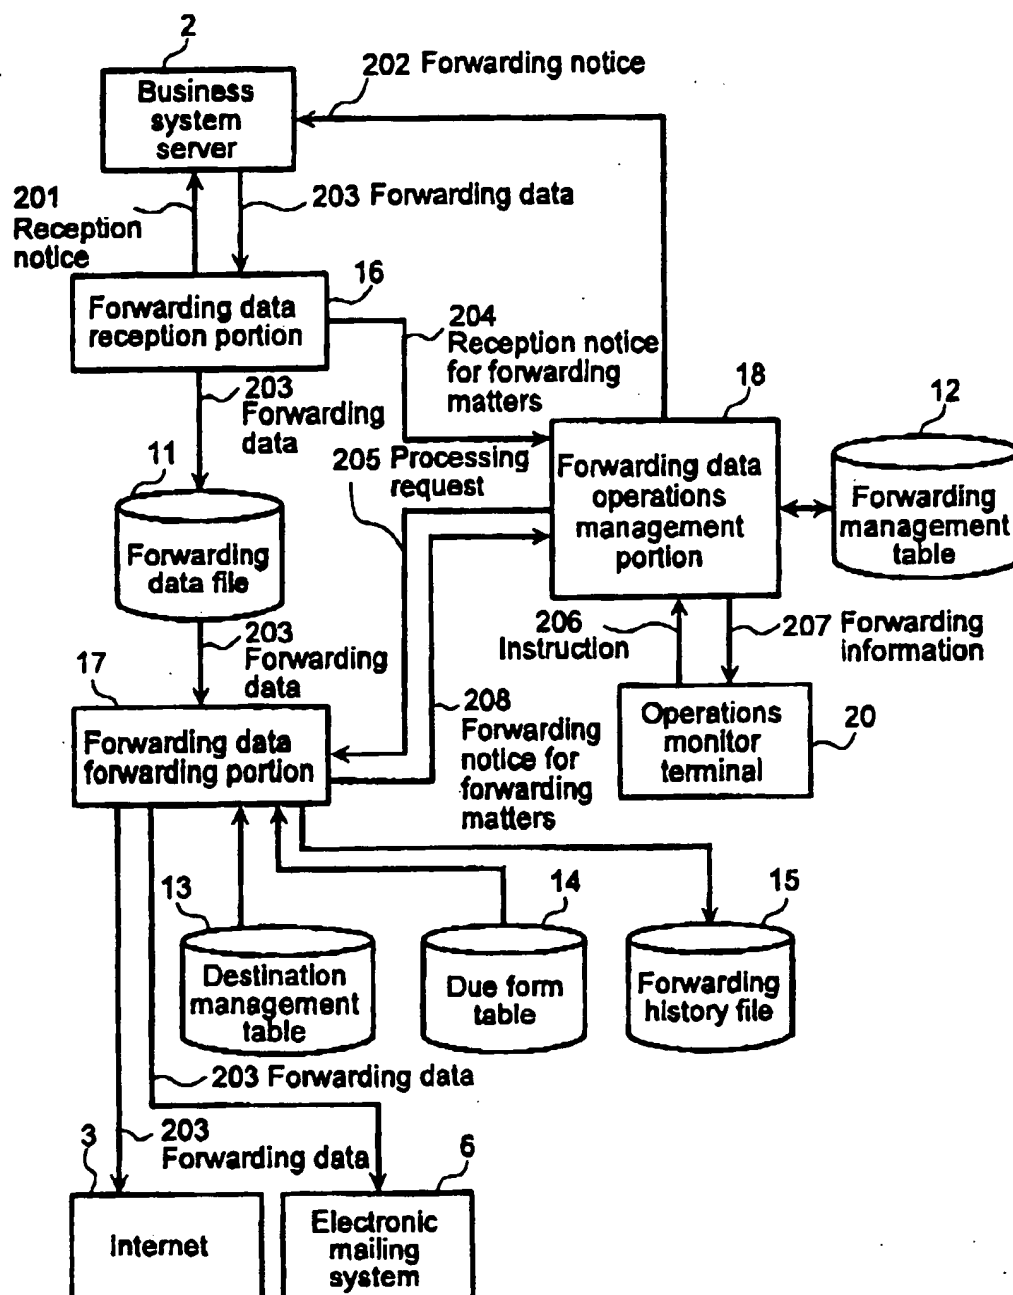 2
202 Forwarding notice
Business
system
server
201
Reception
notice
203 Forwarding data
16
Forwarding data
reception portion
204
Reception notice
for forwarding
matters
18
12
203
Forwarding
data
11
205 Processing
request
Forwarding data
operations
management
portion
Forwarding
management
table
Forwarding
data file
203
Forwarding
data
206
Instruction
207 Forwarding
information
17
208
Forwarding
notice for
forwarding
matters
Operations
monitor
terminal
20
Forwarding data
forwarding portion
13
14
15
Destination
management
table
Due form
table
Forwarding
history file
203 Forwarding data
3
203
Forwarding data
6
Internet
Electronic
mailing
system